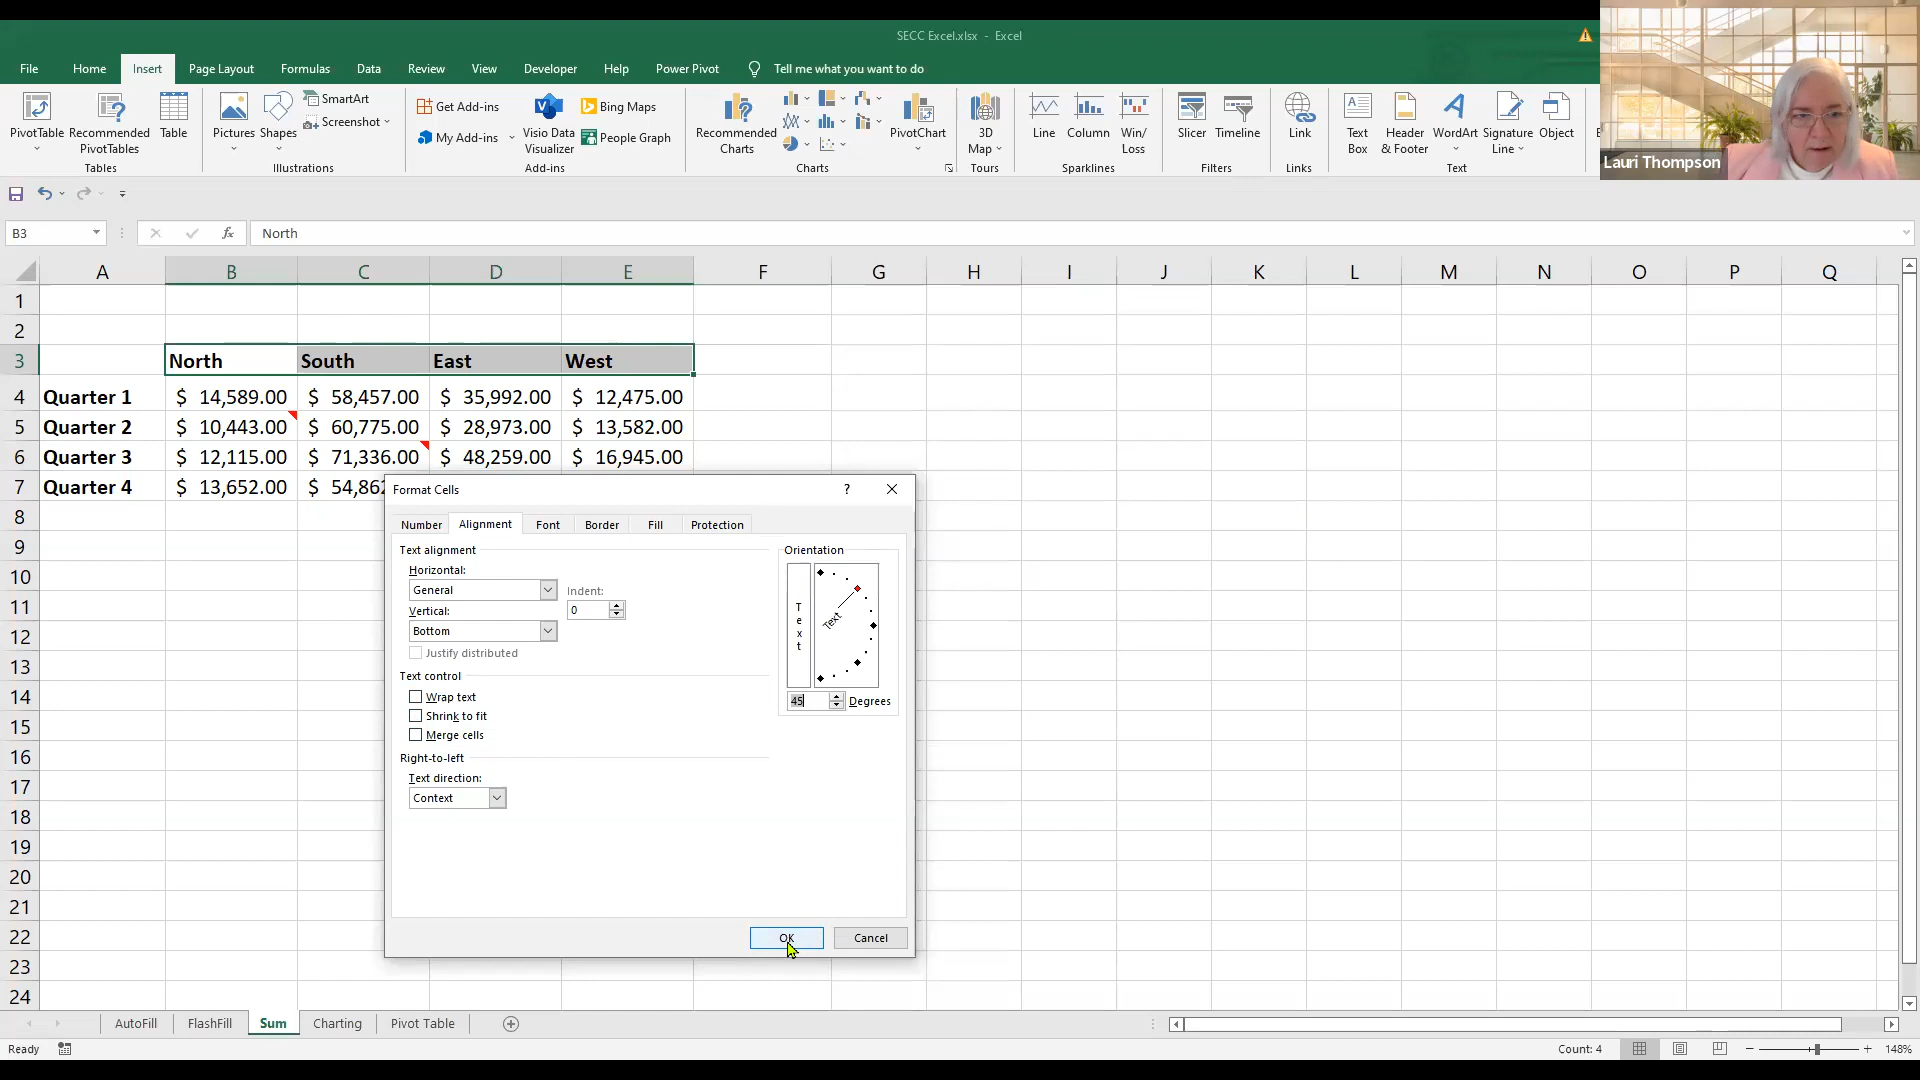 SECC Excel.xlsx - Excel
File Home Insert Page Layout Formulas Data Review View Developer Help Power Pivot Tell me what you want to do
PivotTable
Recommended
PivotTables
Table
Tables
Pictures
Shapes
SmartArt
Screenshot
Illustrations
Get Add-ins
My Add-ins
Visio Data
Visualizer
Bing Maps
People Graph
Add-ins
Recommended
Charts
PivotChart
Charts
3D
Map
Tours
Line
Column
Win/
Loss
Sparklines
Slicer
Timeline
Filters
Link
Links
Text
Box
Header
& Footer
WordArt
Signature
Line
Object
Text
Lauri Thompson
B3 fx North
A B C D E F G H I J K L M N O P Q
1
2
3 North South East West
4 Quarter 1 $ 14,589.00 $ 58,457.00 $ 35,992.00 $ 12,475.00
5 Quarter 2 $ 10,443.00 $ 60,775.00 $ 28,973.00 $ 13,582.00
6 Quarter 3 $ 12,115.00 $ 71,336.00 $ 48,259.00 $ 16,945.00
7 Quarter 4 $ 13,652.00 $ 54,862
8
9
10
11
12
13
14
15
16
17
18
19
20
21
22
23
24
Format Cells ?
Number Alignment Font Border Fill Protection
Text alignment
Horizontal:
General
Indent:
0
Vertical:
Bottom
Justify distributed
Text control
Wrap text
Shrink to fit
Merge cells
Right-to-left
Text direction:
Context
Orientation
Text
Text
45 Degrees
OK Cancel
AutoFill FlashFill Sum Charting Pivot Table
Ready Count: 4 148%